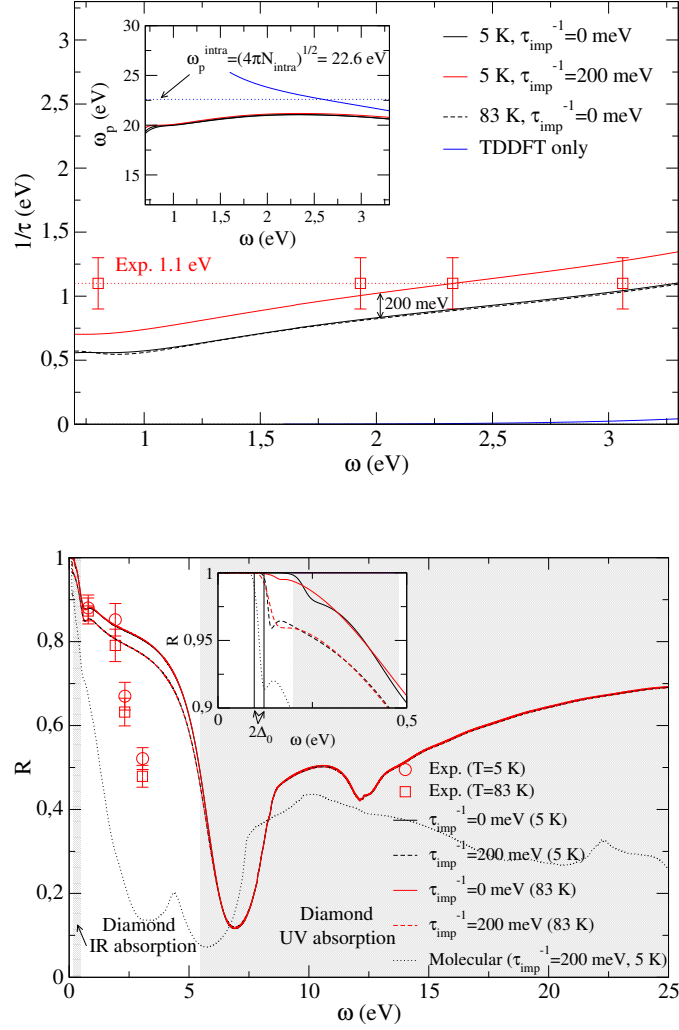 30
25
20
15
ω_p (eV)
ω_p^intra=(4πN_intra)^1/2= 22.6 eV
1 1,5 2 2,5 3
ω (eV)
5 K, τ_imp^-1=0 meV
5 K, τ_imp^-1=200 meV
83 K, τ_imp^-1=0 meV
TDDFT only
3
2,5
2
1,5
1
0,5
0
1/τ (eV)
Exp. 1.1 eV
200 meV
1 1,5 2 2,5 3
ω (eV)
1
0,8
0,6
0,4
0,2
0
R
1
0,95
0,9
R
0 0,5
2Δ_0 ω (eV)
Exp. (T=5 K)
Exp. (T=83 K)
τ_imp^-1=0 meV (5 K)
τ_imp^-1=200 meV (5 K)
τ_imp^-1=0 meV (83 K)
τ_imp^-1=200 meV (83 K)
Molecular (τ_imp^-1=200 meV, 5 K)
Diamond
IR absorption
Diamond
UV absorption
0 5 10 15 20 25
ω (eV)